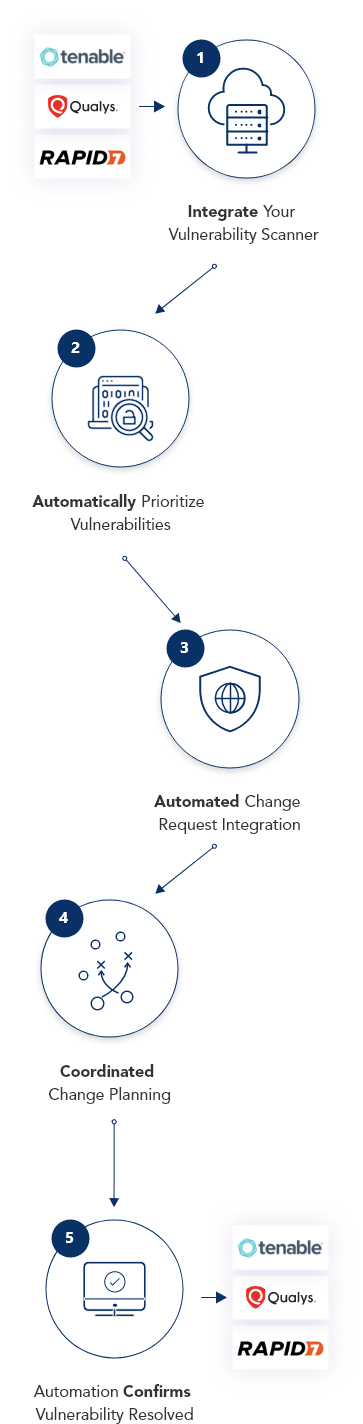 tenable
Qualys.
RAPID7
1
Integrate Your
Vulnerability Scanner
2
Automatically Prioritize
Vulnerabilities
3
Automated Change
Request Integration
4
Coordinated
Change Planning
5
tenable
Qualys.
RAPID7
Automation Confirms
Vulnerability Resolved